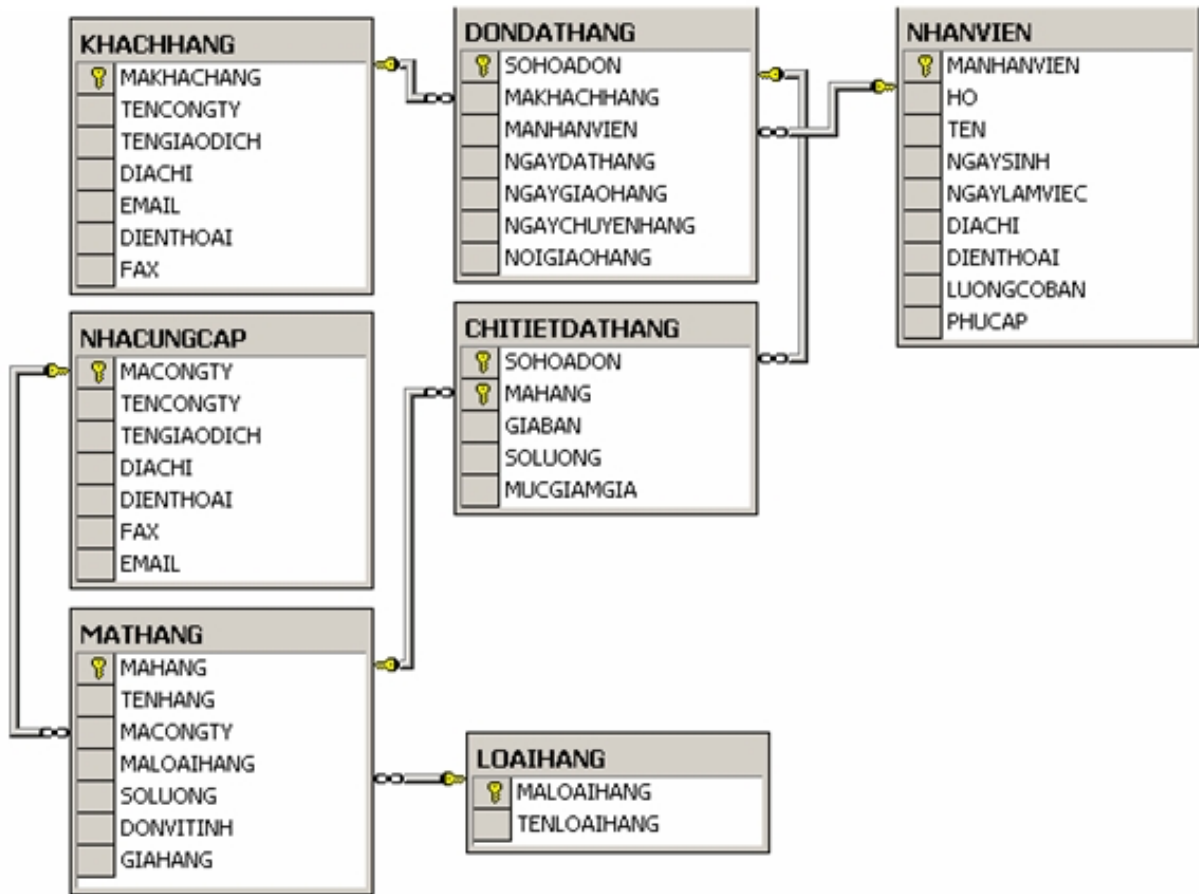 KHACHHANG
MAKHACHANG
TENCONGTY
TENGIAODICH
DIACHI
EMAIL
DIENTHOAI
FAX
DONDATHANG
SOHOADON
MAKHACHHANG
MANHANVIEN
NGAYDATHANG
NGAYGIAOHANG
NGAYCHUYENHANG
NOIGIAOHANG
NHANVIEN
MANHANVIEN
HO
TEN
NGAYSINH
NGAYLAMVIEC
DIACHI
DIENTHOAI
LUONGCOBAN
PHUCAP
NHACUNGCAP
MACONGTY
TENCONGTY
TENGIAODICH
DIACHI
DIENTHOAI
FAX
EMAIL
CHITIETDATHANG
SOHOADON
MAHANG
GIABAN
SOLUONG
MUCGIAMGIA
MATHANG
MAHANG
TENHANG
MACONGTY
MALOAIHANG
SOLUONG
DONVITINH
GIAHANG
LOAIHANG
MALOAIHANG
TENLOAIHANG